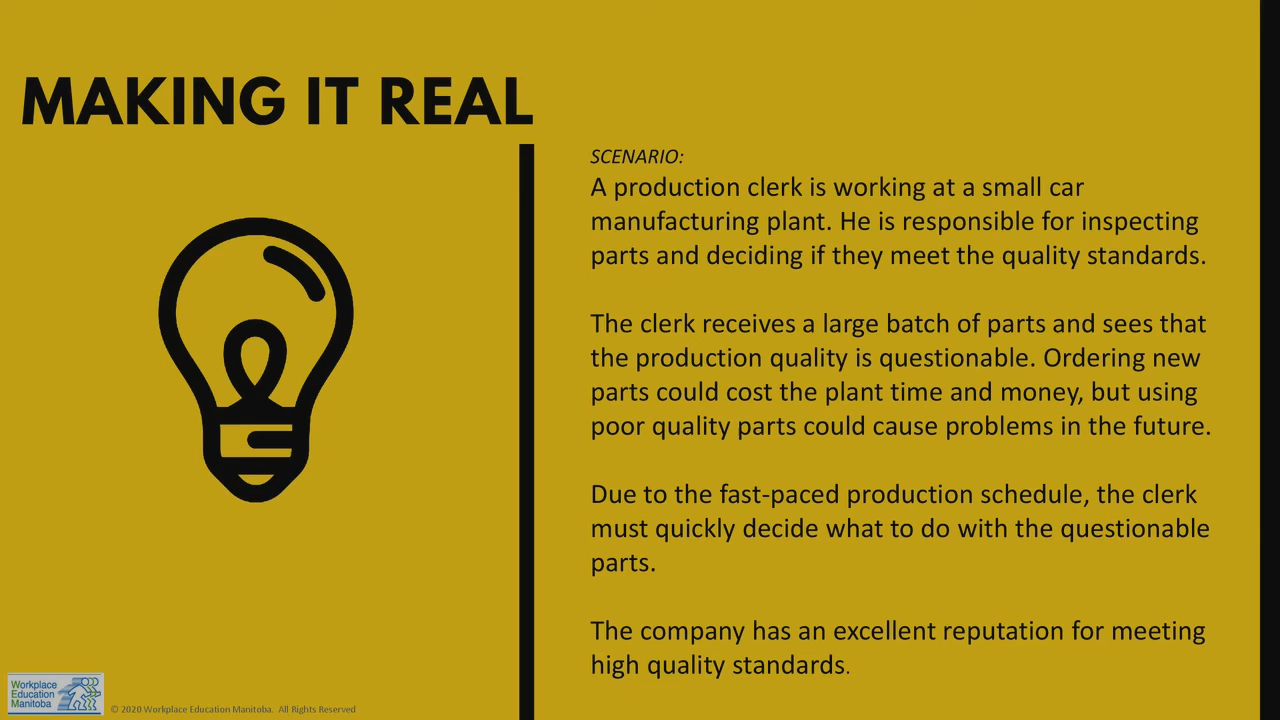 MAKING IT REAL
SCENARIO:
A production clerk is working at a small car
manufacturing plant. He is responsible for inspecting
parts and deciding if they meet the quality standards.
The clerk receives a large batch of parts and sees that
the production quality is questionable. Ordering new
parts could cost the plant time and money, but using
poor quality parts could cause problems in the future.
Due to the fast-paced production schedule, the clerk
must quickly decide what to do with the questionable
parts.
The company has an excellent reputation for meeting
high quality standards.
Workplace
Education
Manitoba
© 2020 Workplace Education Manitoba. All Rights Reserved